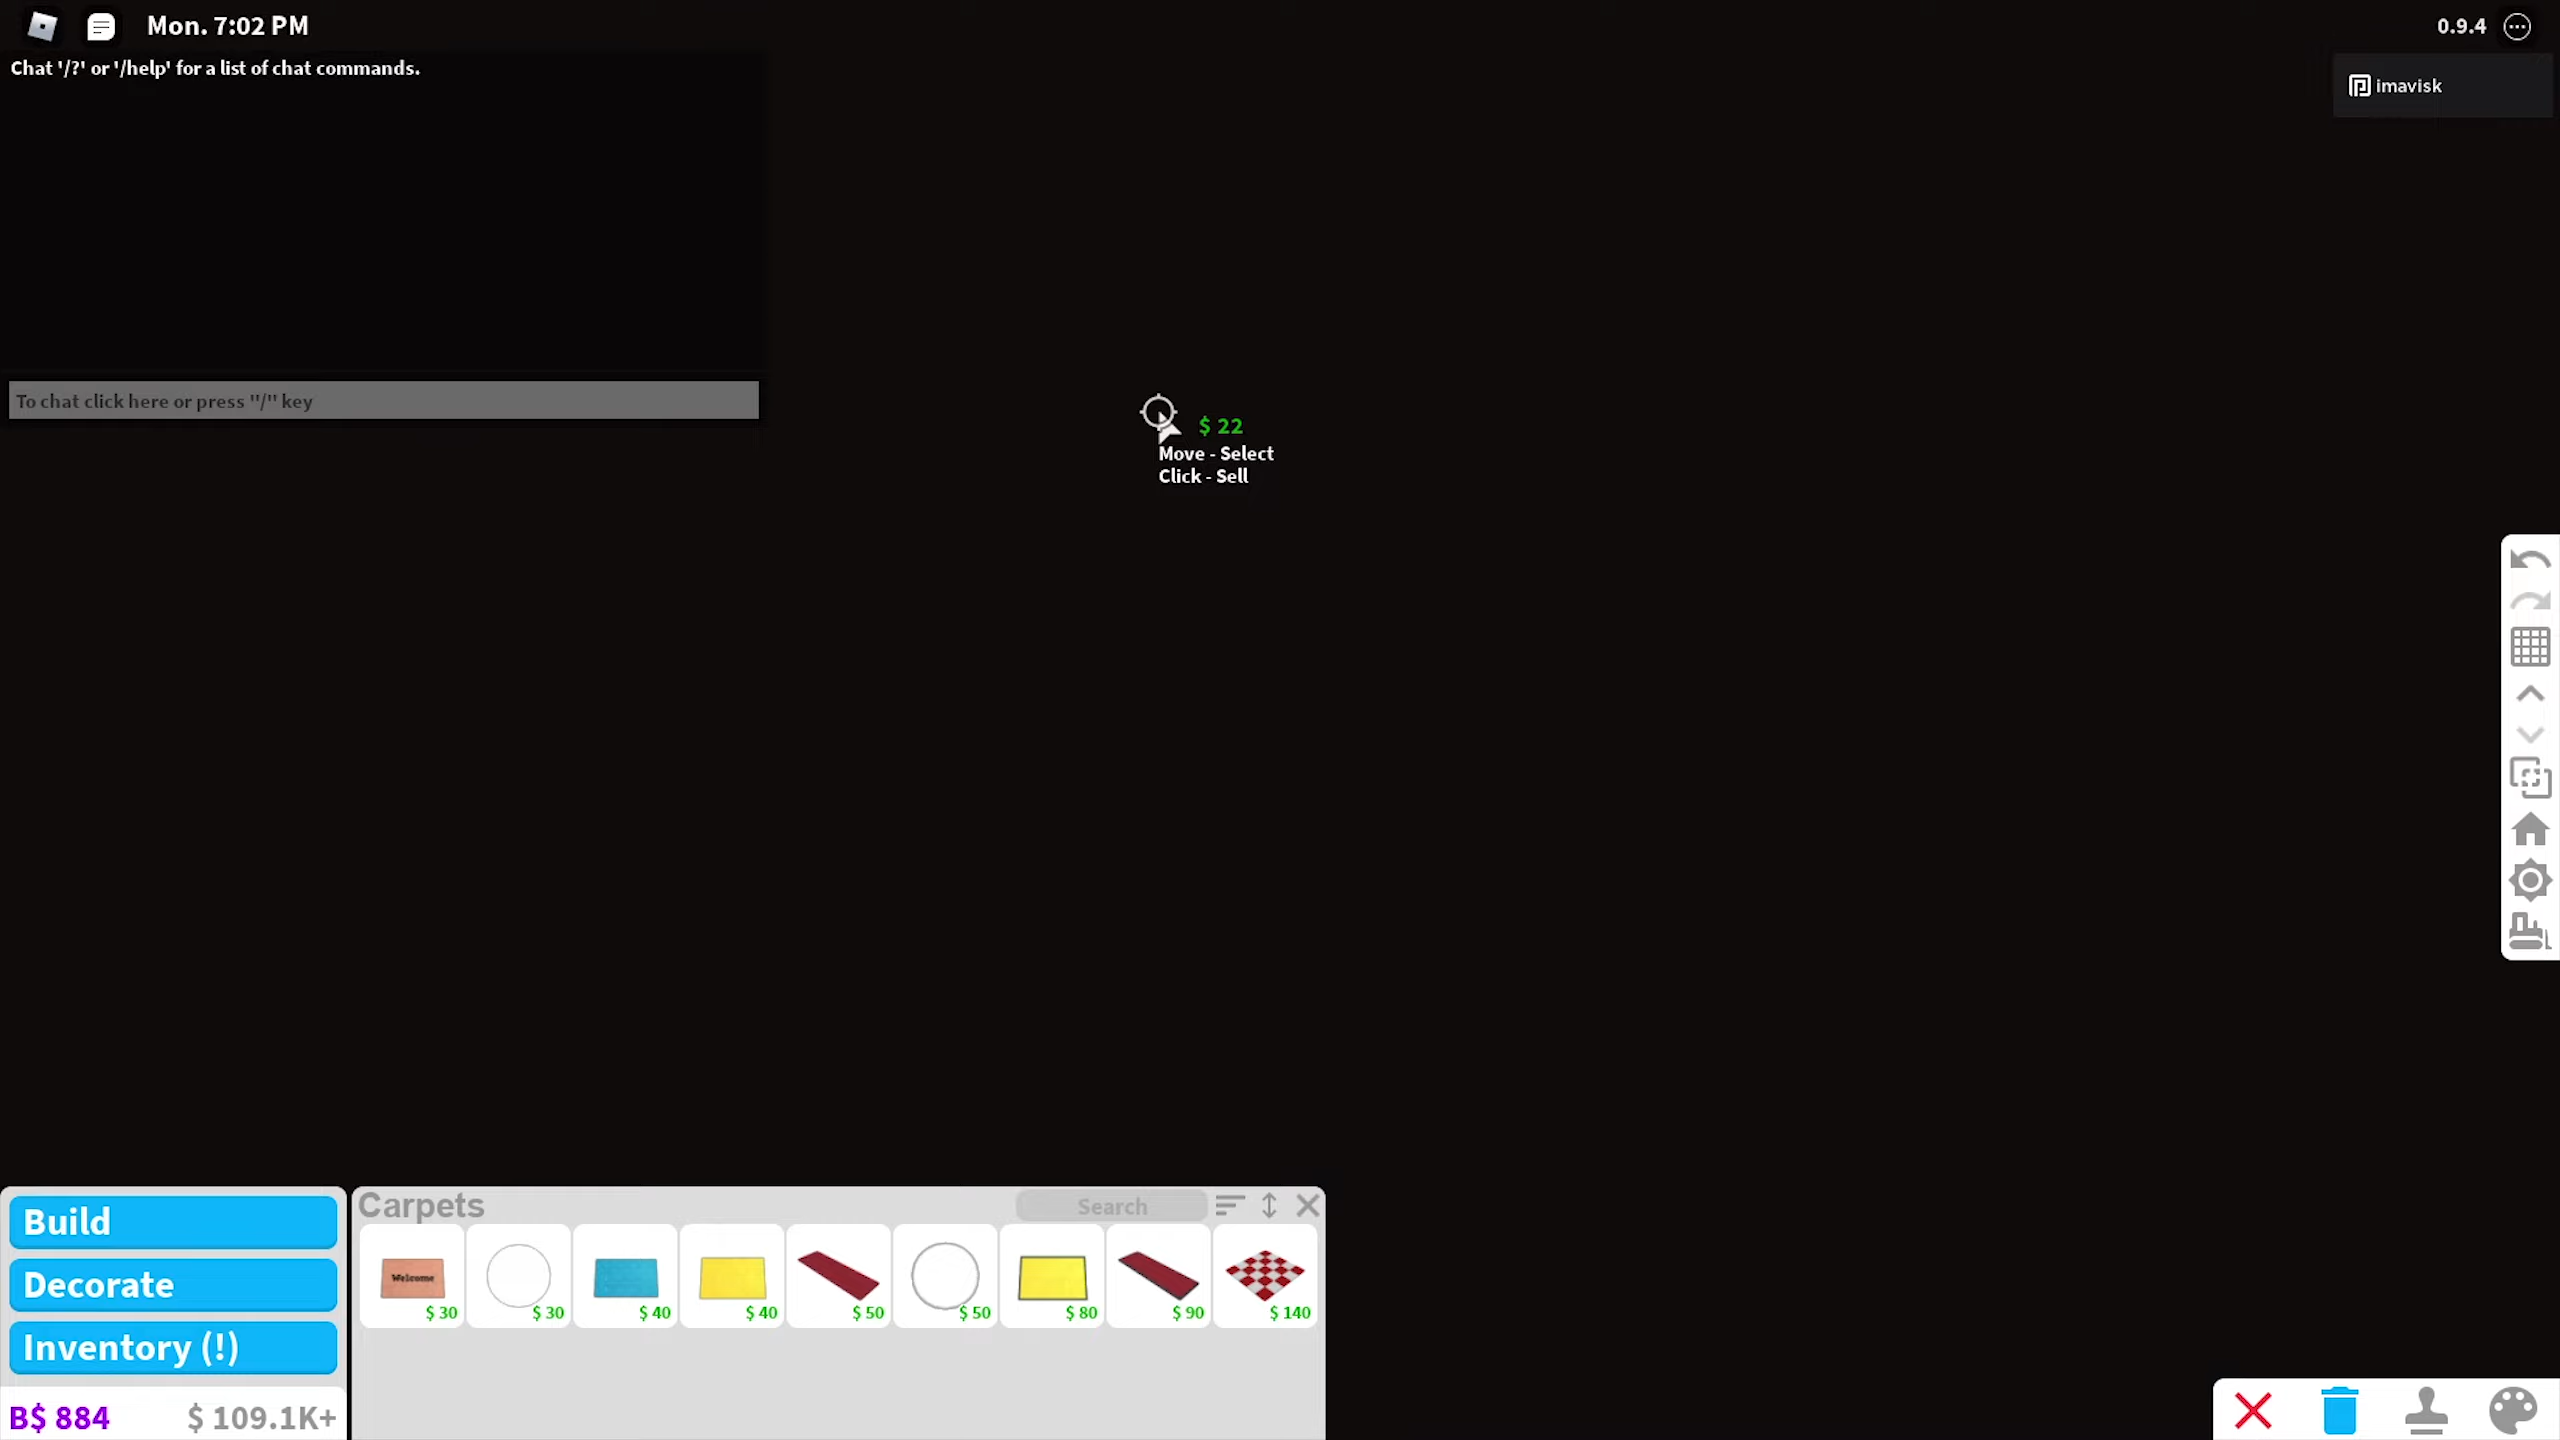 Mon. 7:02 PM
0.9.4
Chat '/?' or '/help' for a list of chat commands.
imavisk
To chat click here or press "/" key
$ 22
Move - Select
Click - Sell
Build
Decorate
Inventory (!)
B$ 884
$ 109.1K+
Carpets
Search
Welcome
$ 30
$ 30
$ 40
$ 40
$ 50
$ 50
$ 80
$ 90
$ 140